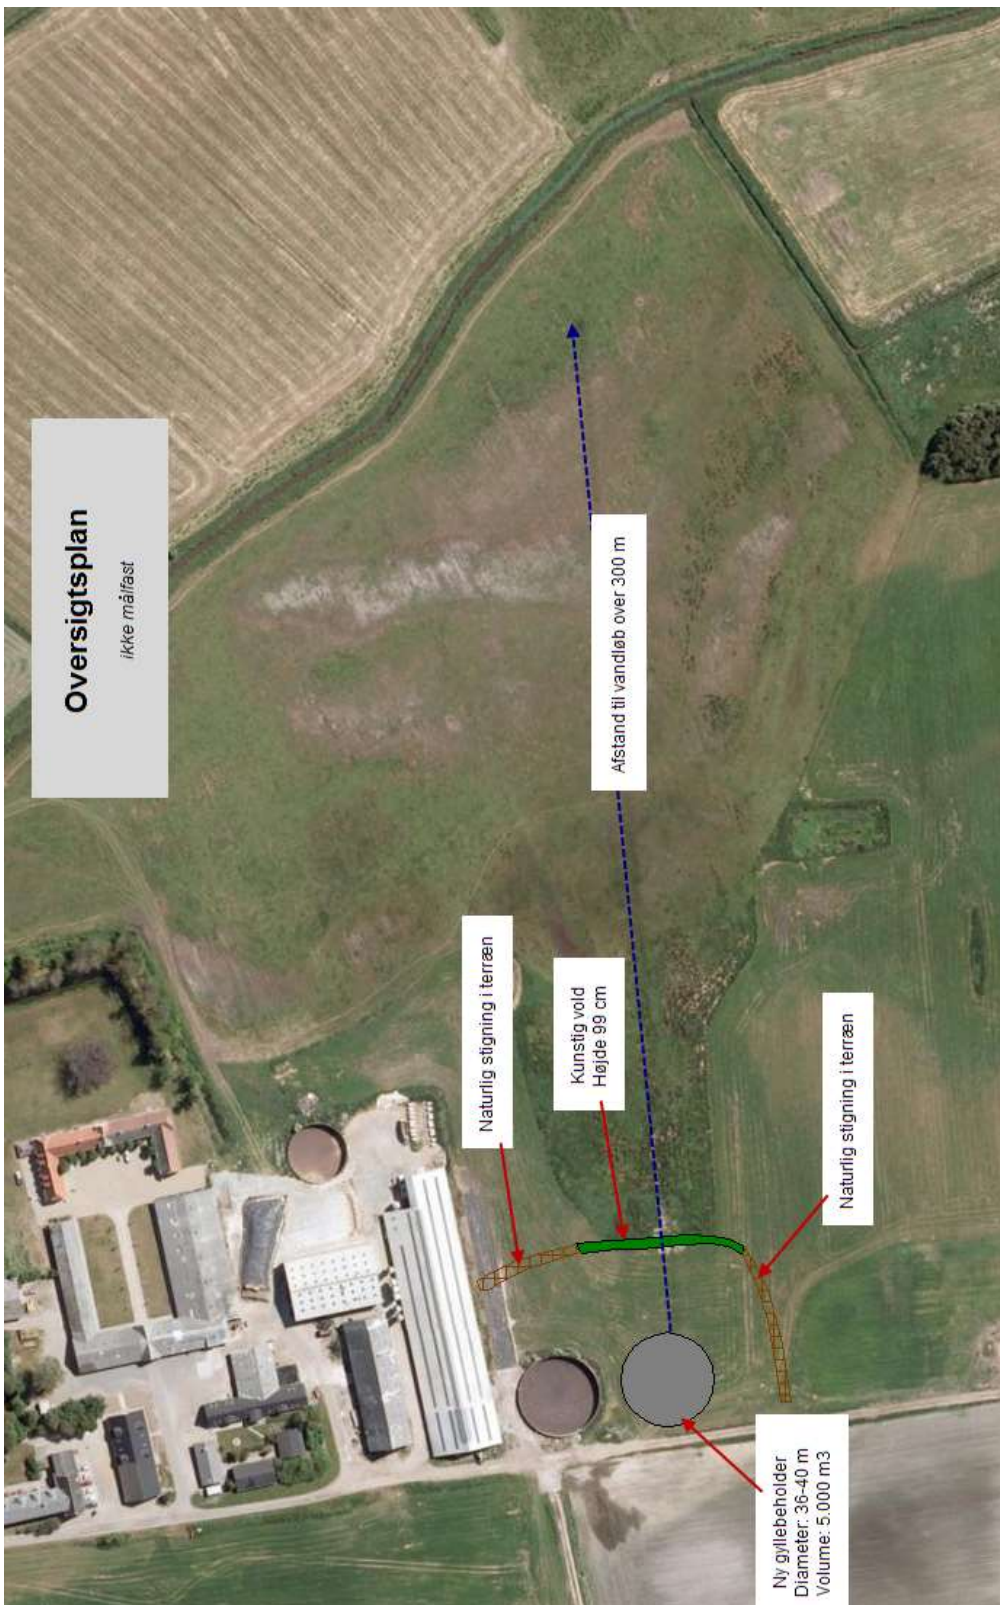 Oversigtsplan
ikke målfast
Afstand til vandløb over 300 m
Naturlig stigning i terræn
Kunstig vold
Højde 99 cm
Naturlig stigning i terræn
Ny gyllebeholder
Diameter: 36-40 m
Volume: 5.000 m3